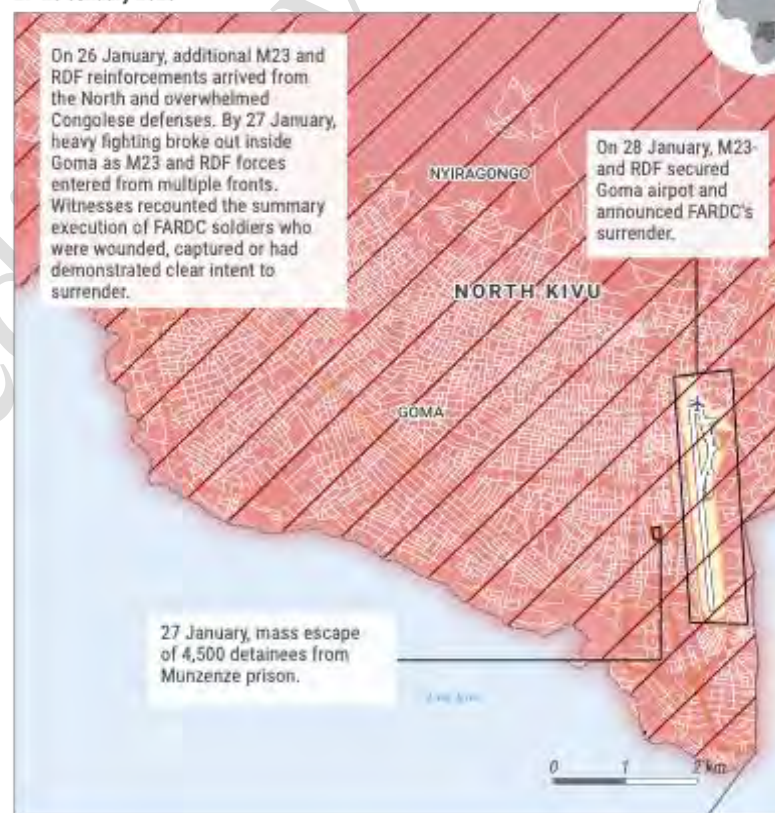 On 26 January, additional M23 and
RDF reinforcements arrived from
the North and overwhelmed
Congolese defenses. By 27 January,
heavy fighting broke out inside
Goma as M23 and RDF forces
entered from multiple fronts.
Witnesses recounted the summary
execution of FARDC soldiers who
were wounded, captured or had
demonstrated clear intent to
surrender.
On 28 January, M23-
and RDF secured
Goma airpot and
announced FARDC's
surrender.
NYIRAGONGO
NORTH KIVU
GOMA
27 January, mass escape
of 4,500 detainees from
Munzenze prison.
0 1 2 km